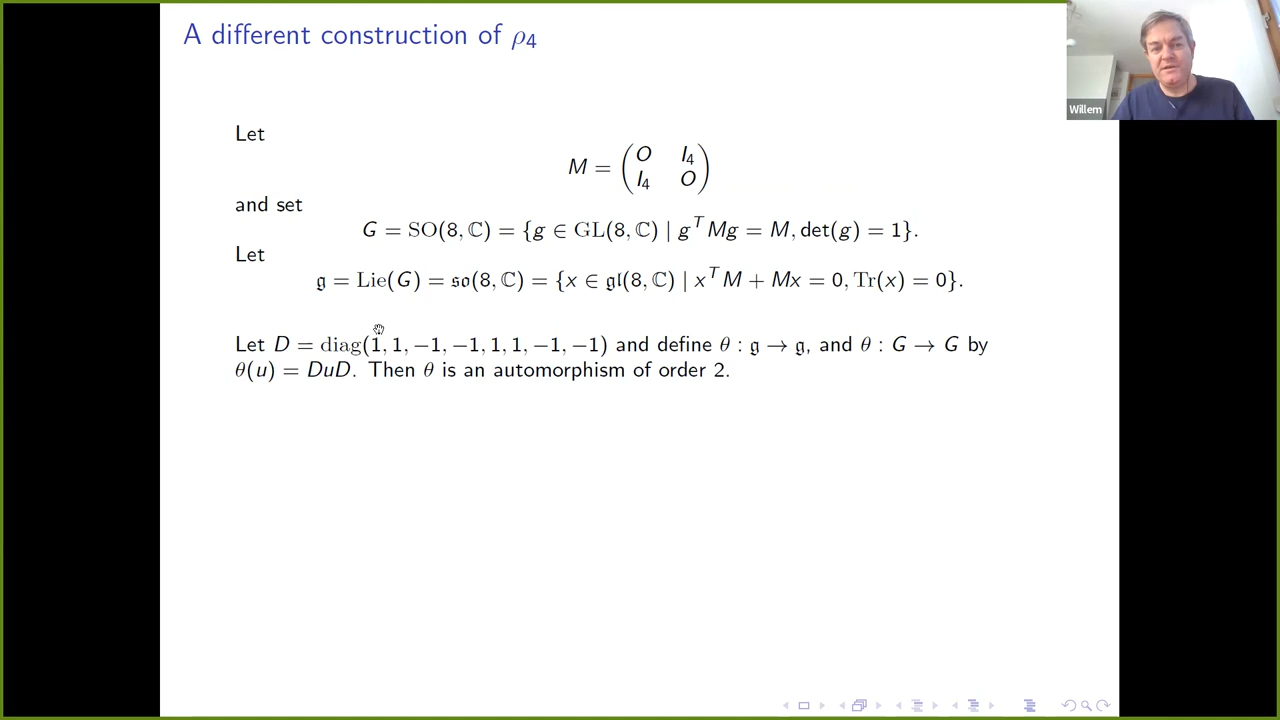 A different construction of ρ₄
Let
M = ( O I₄
I₄ O )
and set
G = SO(8, ℂ) = {g ∈ GL(8, ℂ) | gᵀMg = M, det(g) = 1}.
Let
𝔤 = Lie(G) = 𝔰𝔬(8, ℂ) = {x ∈ 𝔤𝔩(8, ℂ) | xᵀM + Mx = 0, Tr(x) = 0}.
Let D = diag(1, 1, −1, −1, 1, 1, −1, −1) and define θ : 𝔤 → 𝔤, and θ : G → G by
θ(u) = DuD. Then θ is an automorphism of order 2.
Willem